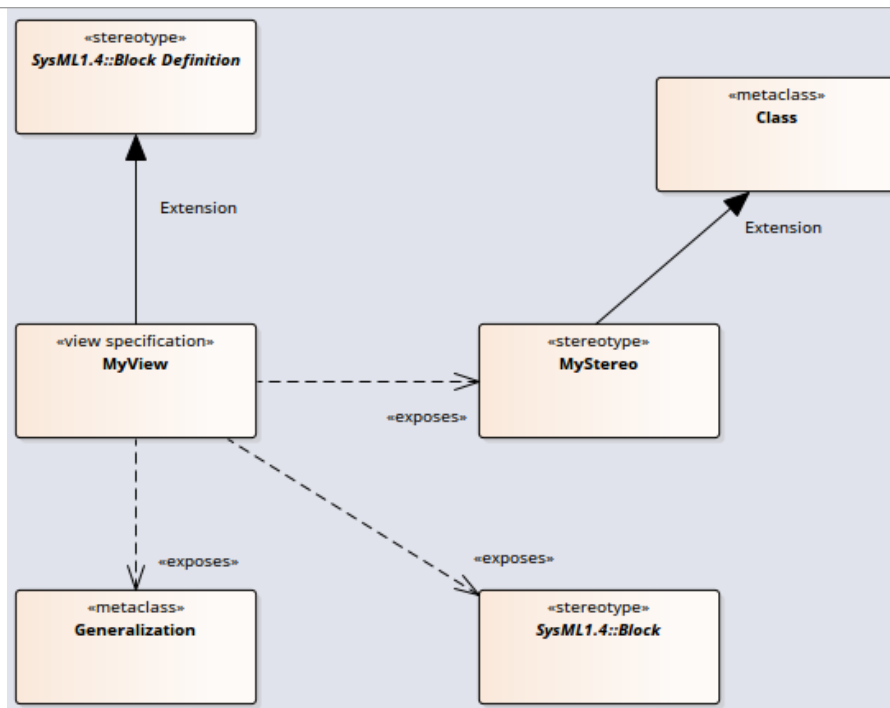 «stereotype»
SysML1.4::Block Definition
«metaclass»
Class
Extension
Extension
«view specification»
MyView
«stereotype»
MyStereo
«exposes»
«exposes»
«exposes»
«metaclass»
Generalization
«stereotype»
SysML1.4::Block